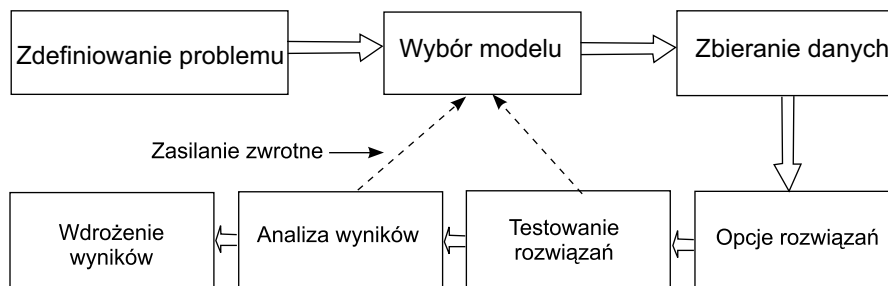 Zdefiniowanie problemu
Wybór modelu
Zbieranie danych
Zasilanie zwrotne
Wdrożenie
wyników
Analiza wyników
Testowanie
rozwiązań
Opcje rozwiązań